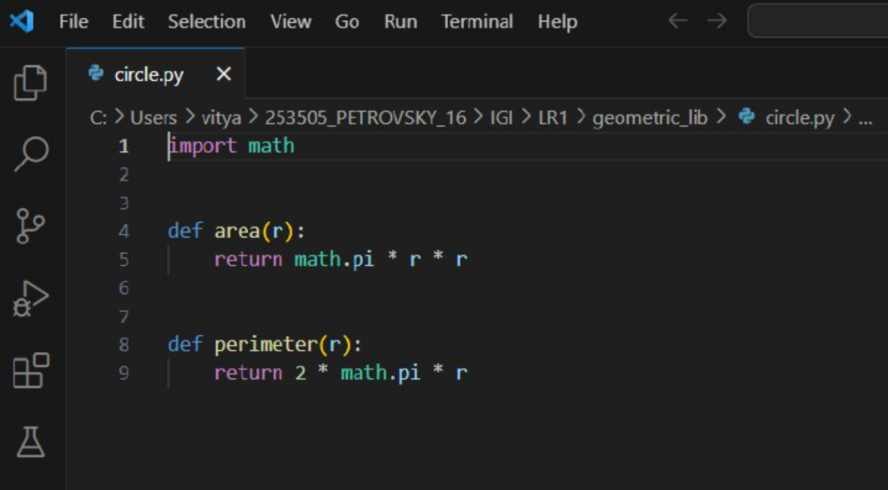 File Edit Selection View Go Run Terminal Help
circle.py
C: > Users > vitya > 253505_PETROVSKY_16 > IGI > LR1 > geometric_lib > circle.py > ...
1 import math
2
3
4 def area(r):
5     return math.pi * r * r
6
7
8 def perimeter(r):
9     return 2 * math.pi * r